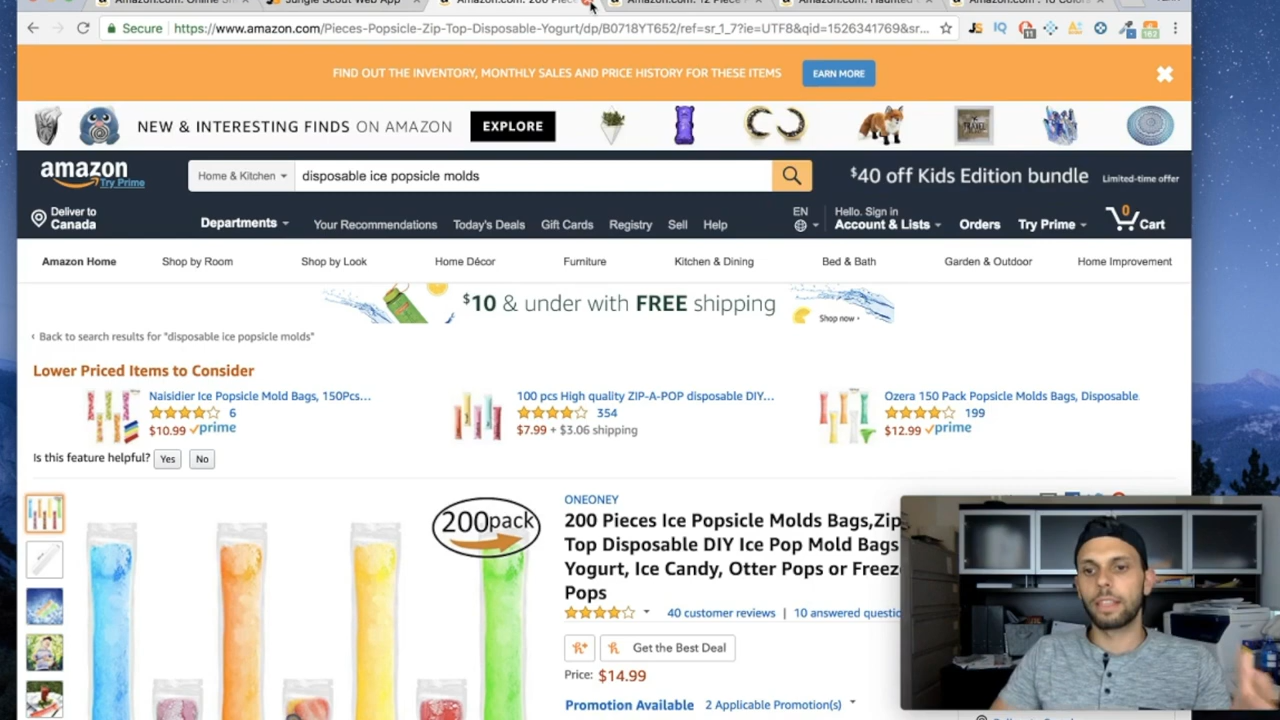 Secure https://www.amazon.com/Pieces-Popsicle-Zip-Top-Disposable-Yogurt/dp/B0718YT652/ref=sr_1_7?ie=UTF8&qid=1526341769&sr...
JS IQ 11 162
FIND OUT THE INVENTORY, MONTHLY SALES AND PRICE HISTORY FOR THESE ITEMS EARN MORE
NEW & INTERESTING FINDS ON AMAZON EXPLORE
amazon Try Prime
Home & Kitchen disposable ice popsicle molds
$40 off Kids Edition bundle Limited-time offer
Deliver to
Canada
Departments Your Recommendations Today's Deals Gift Cards Registry Sell Help
EN
Hello. Sign in
Account & Lists Orders Try Prime 0 Cart
Amazon Home Shop by Room Shop by Look Home Décor Furniture Kitchen & Dining Bed & Bath Garden & Outdoor Home Improvement
$10 & under with FREE shipping Shop now
‹ Back to search results for "disposable ice popsicle molds"
Lower Priced Items to Consider
Naisidier Ice Popsicle Mold Bags, 150Pcs...
6
$10.99 prime
100 pcs High quality ZIP-A-POP disposable DIY...
354
$7.99 + $3.06 shipping
Ozera 150 Pack Popsicle Molds Bags, Disposable
199
$12.99 prime
Is this feature helpful? Yes No
200pack
ONEONEY
200 Pieces Ice Popsicle Molds Bags,Zip
Top Disposable DIY Ice Pop Mold Bags
Yogurt, Ice Candy, Otter Pops or Freeze
Pops
40 customer reviews | 10 answered questio
Get the Best Deal
Price: $14.99
Promotion Available 2 Applicable Promotion(s)